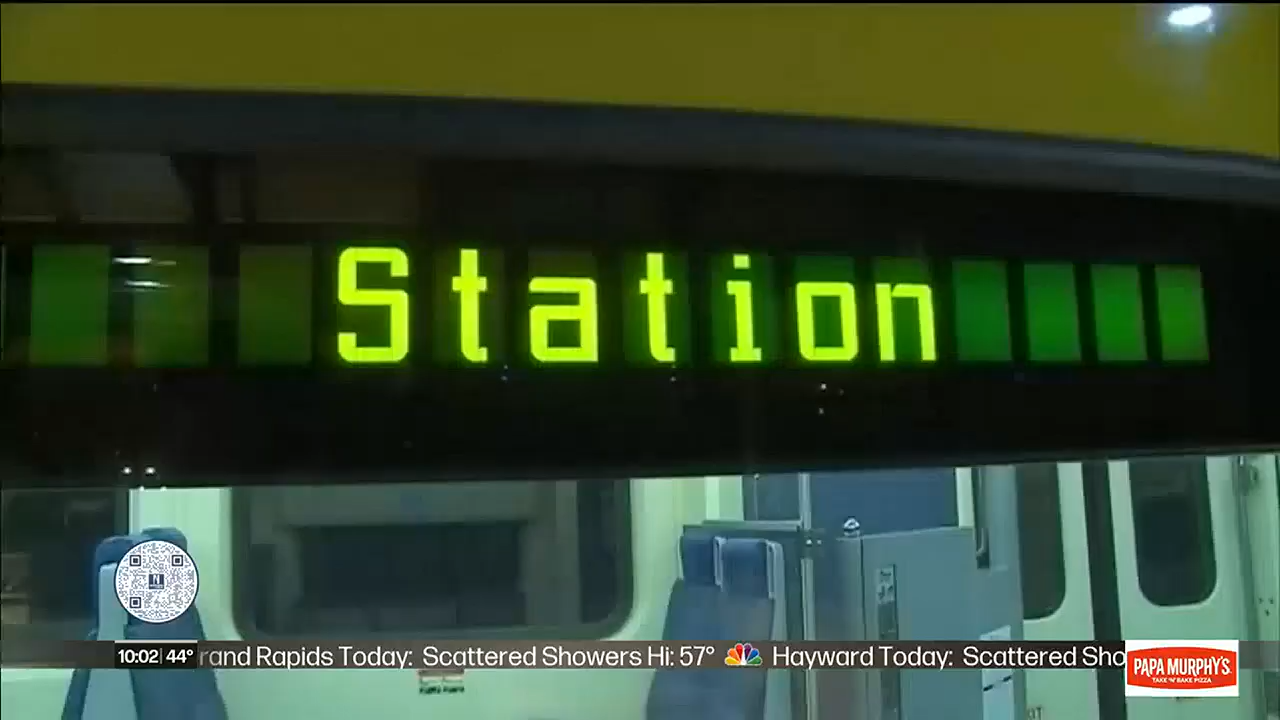 Station
10:02 44° rand Rapids Today: Scattered Showers Hi: 57° Hayward Today: Scattered Sho
PAPA MURPHY'S
TAKE 'N' BAKE PIZZA